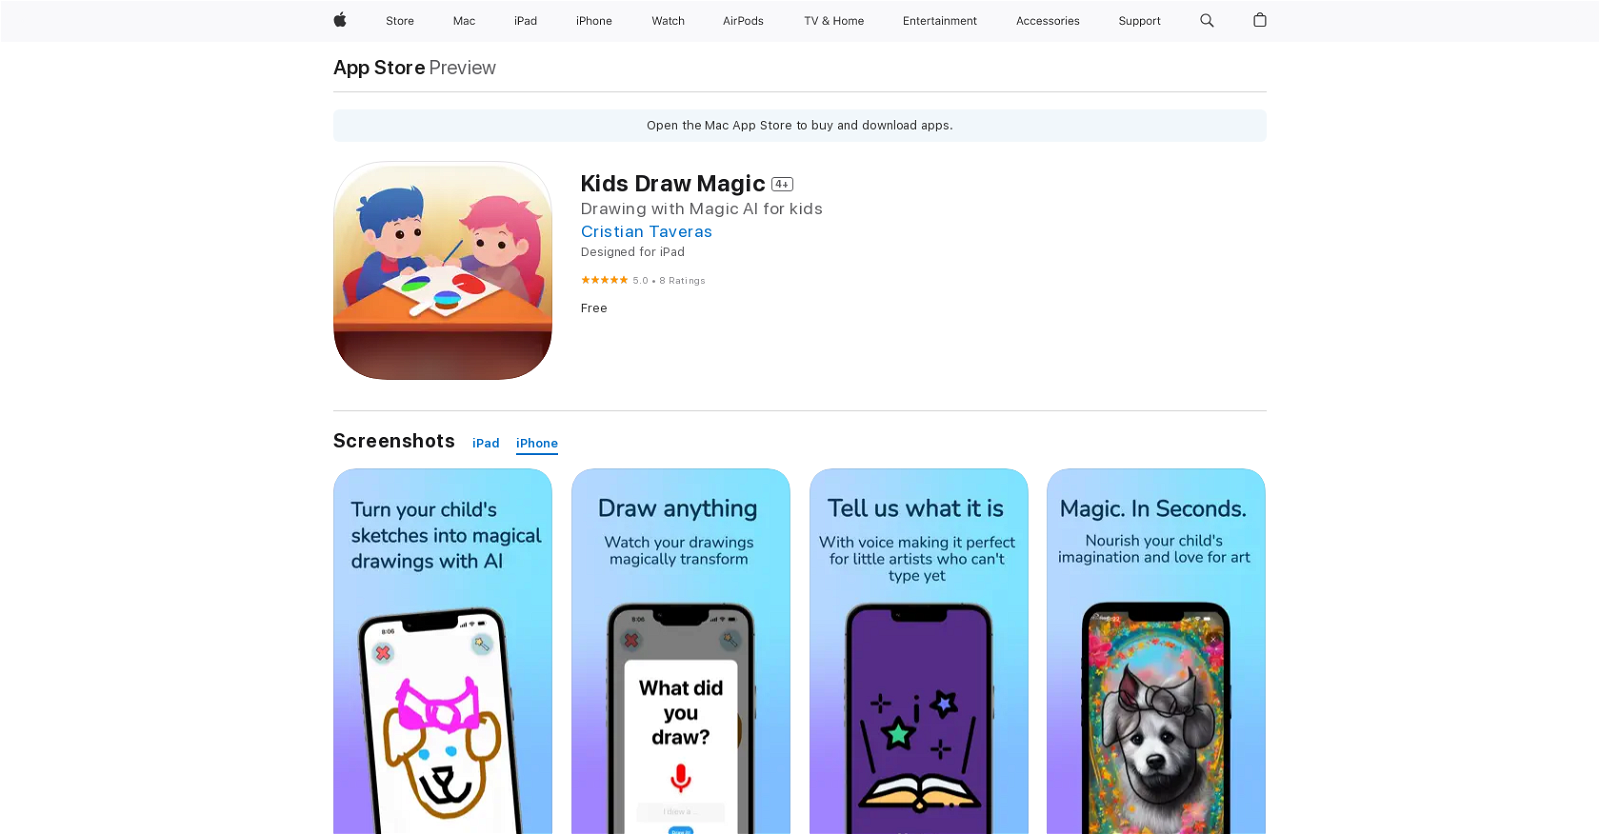 Store Mac iPad iPhone Watch AirPods TV & Home Entertainment Accessories Support
App Store Preview
Open the Mac App Store to buy and download apps.
Kids Draw Magic 4+
Drawing with Magic AI for kids
Cristian Taveras
Designed for iPad
5.0 • 8 Ratings
Free
Screenshots iPad iPhone
Turn your child's
sketches into magical
drawings with AI
8:06
Draw anything
Watch your drawings
magically transform
8:06
What did
you
draw?
I drew a ...
Tell us what it is
With voice making it perfect
for little artists who can't
type yet
Magic. In Seconds.
Nourish your child's
imagination and love for art